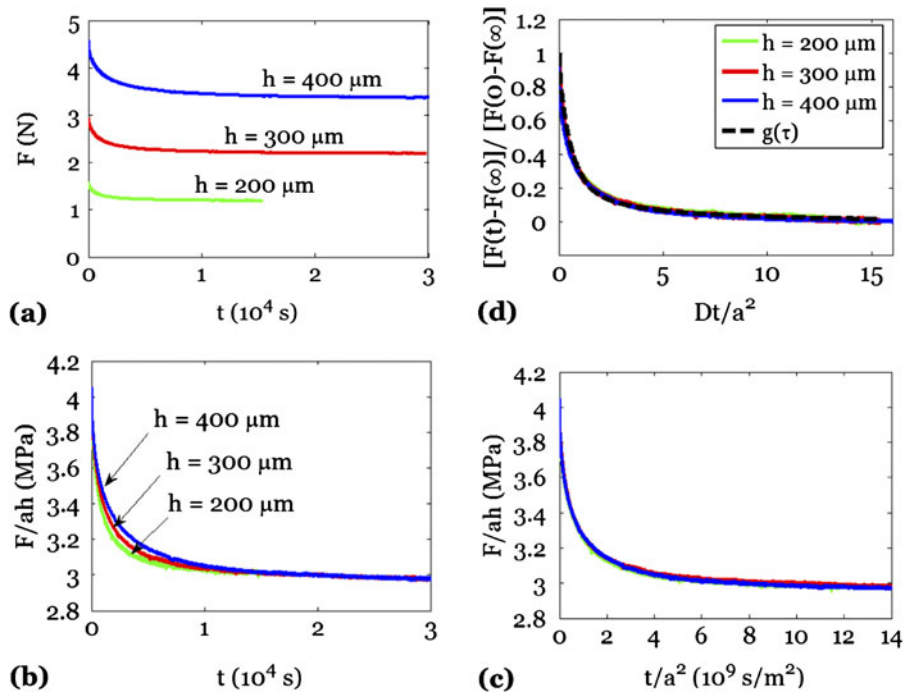 5
4
3
2
1
0
F (N)
h = 400 µm
h = 300 µm
h = 200 µm
0
1
2
3
t (10⁴ s)
(a)
1.2
1
0.8
0.6
0.4
0.2
0
[F(t)-F(∞)]/ [F(0)-F(∞)]
h = 200 µm
h = 300 µm
h = 400 µm
g(τ)
0
5
10
15
Dt/a²
(d)
4.2
4
3.8
3.6
3.4
3.2
3
2.8
F/ah (MPa)
h = 400 µm
h = 300 µm
h = 200 µm
0
1
2
3
t (10⁴ s)
(b)
4.2
4
3.8
3.6
3.4
3.2
3
2.8
F/ah (MPa)
0
2
4
6
8
10
12
14
t/a² (10⁹ s/m²)
(c)